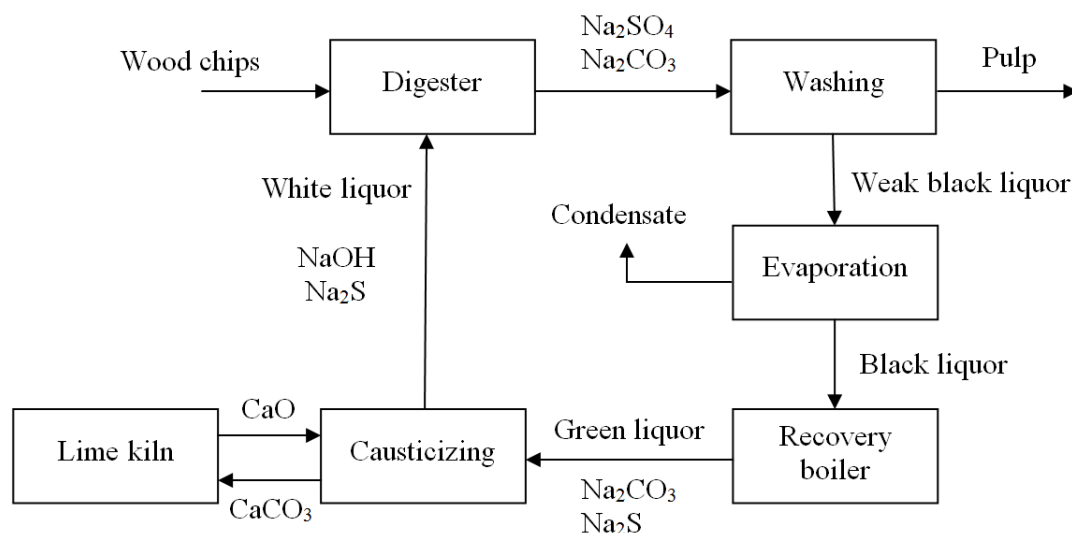 Na₂SO₄
Na₂CO₃
Wood chips
Digester
Washing
Pulp
White liquor
Weak black liquor
Condensate
NaOH
Na₂S
Evaporation
Black liquor
CaO
Lime kiln
Causticizing
Green liquor
Recovery
boiler
CaCO₃
Na₂CO₃
Na₂S